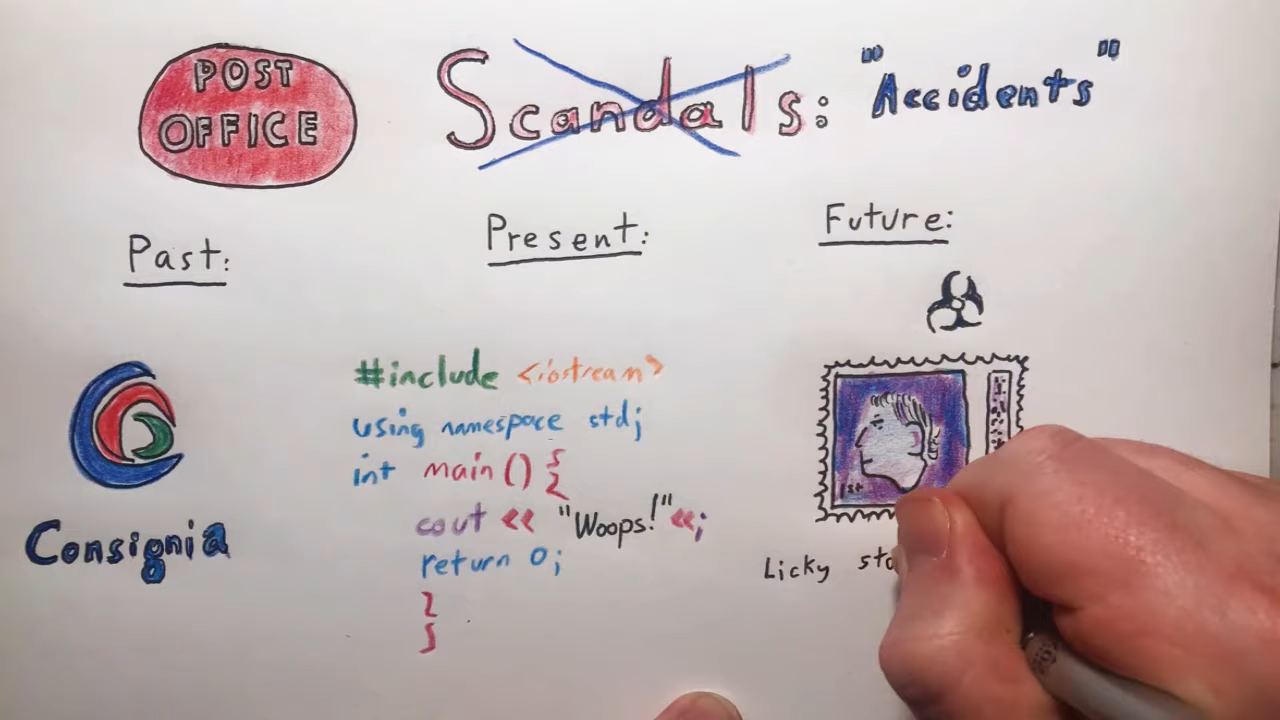 POST
OFFICE
Scandals: "Accidents"
Past:
Present:
Future:
Consignia
#include <iostream>
using namespace std;
int main() {
cout << "Woops!"<<;
return 0;
}
1st
Licky